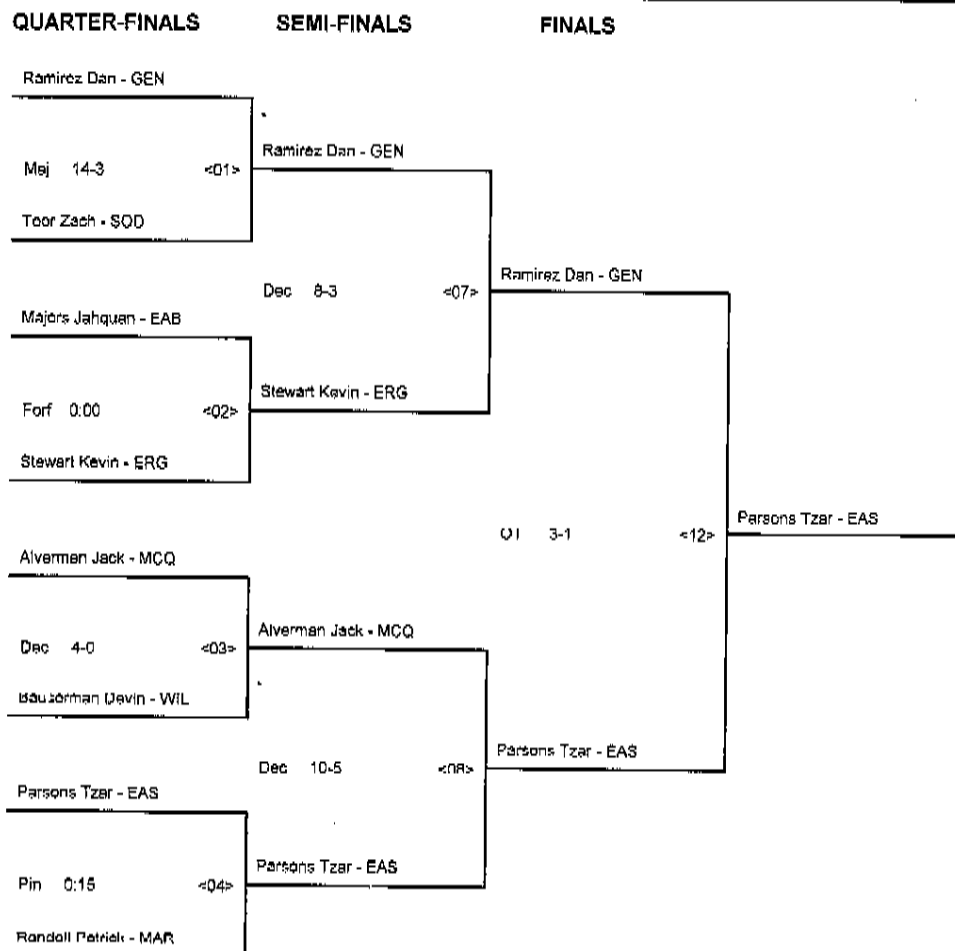 QUARTER-FINALS SEMI-FINALS FINALS
Ramirez Dan - GEN
Maj 14-3 <01>
Toor Zach - SOD
Ramirez Dan - GEN
Dec 8-3 <07>
Majors Jahquan - EAB
Forf 0:00 <02>
Stewart Kevin - ERG
Stewart Kevin - ERG
Ramirez Dan - GEN
OT 3-1 <12>
Parsons Tzar - EAS
Alverman Jack - MCQ
Dec 4-0 <03>
Bauserman Devin - WIL
Alverman Jack - MCQ
Dec 10-5 <08>
Parsons Tzar - EAS
Parsons Tzar - EAS
Pin 0:15 <04>
Randall Patrick - MAR
Parsons Tzar - EAS